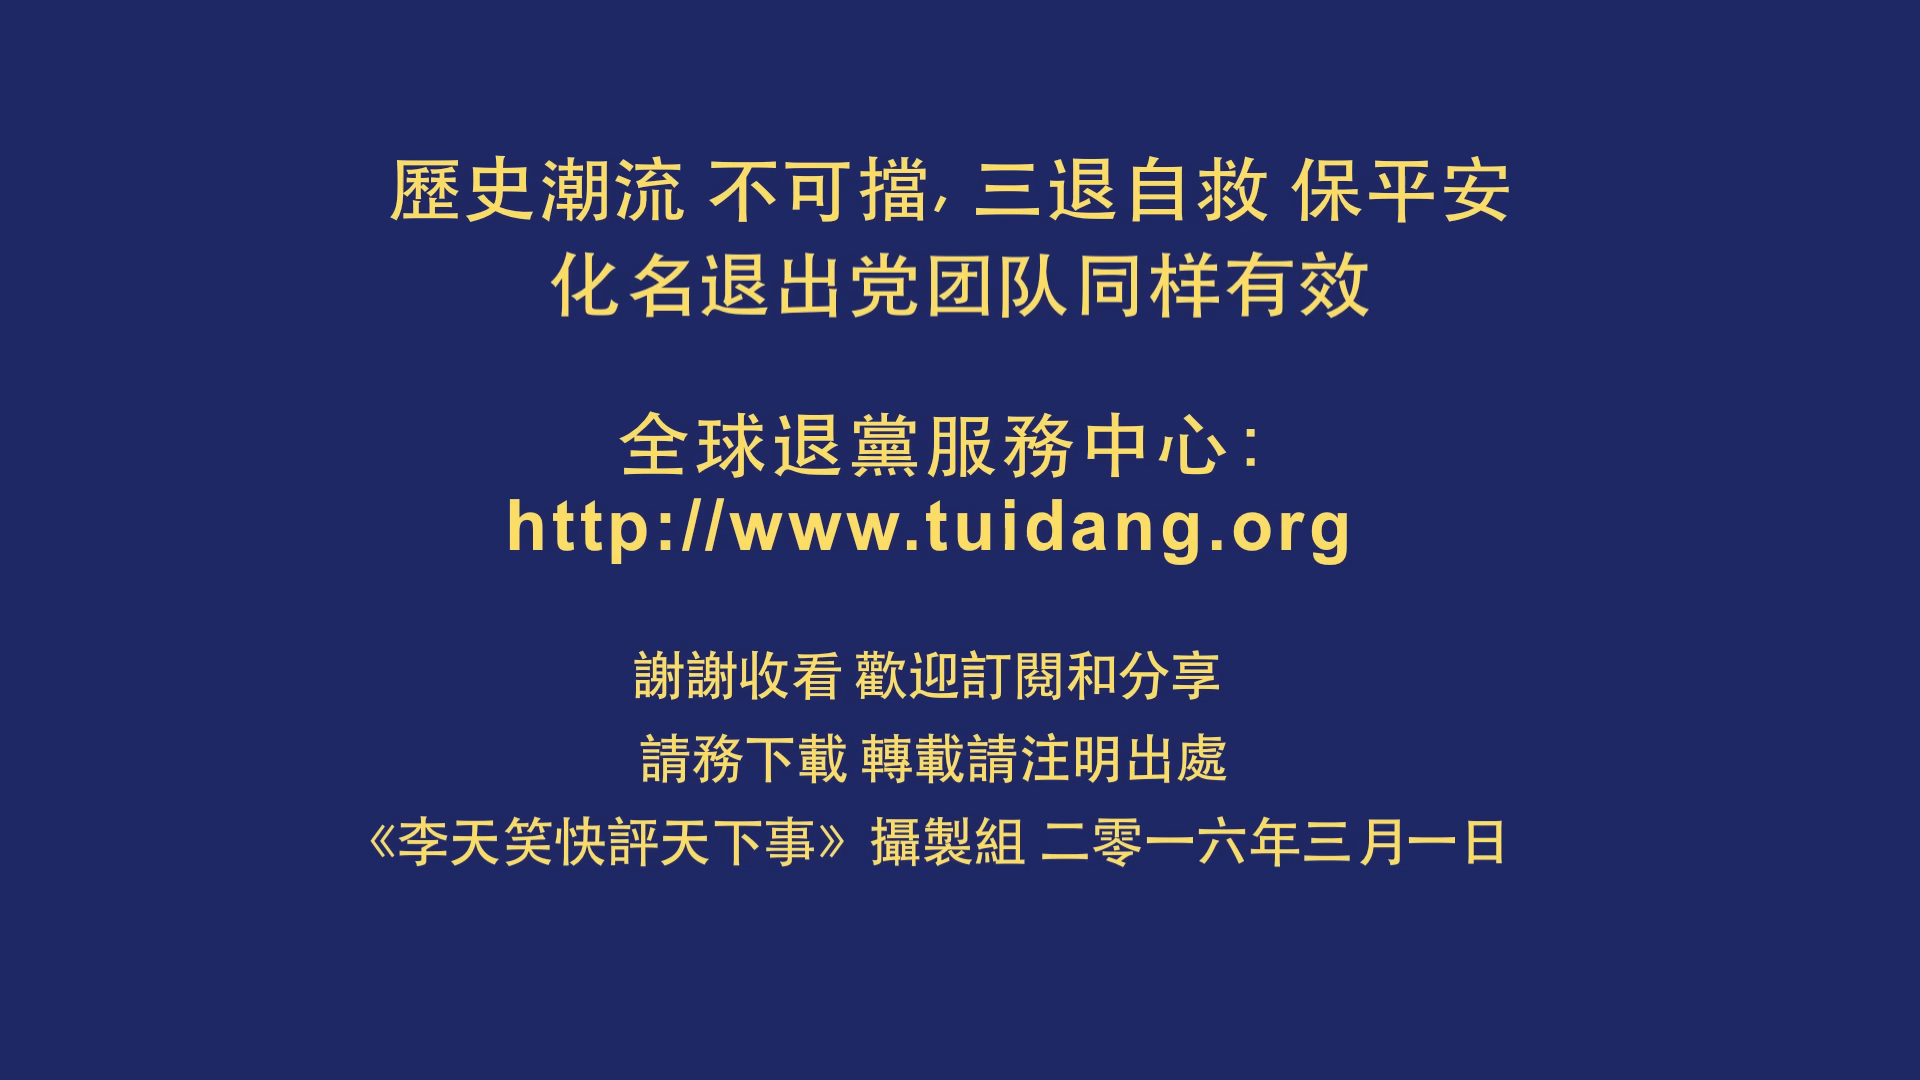 歷史潮流 不可擋, 三退自救 保平安
化名退出党团队同样有效
全球退黨服務中心:
http://www.tuidang.org
謝謝收看 歡迎訂閱和分享
請務下載 轉載請注明出處
《李天笑快評天下事》攝製組 二零一六年三月一日